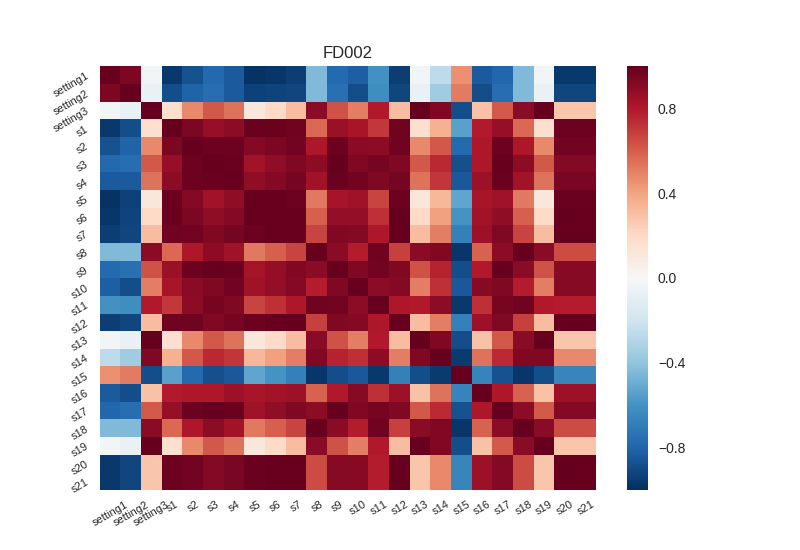 FD002
setting1
setting2
setting3
s1
s2
s3
s4
s5
s6
s7
s8
s9
s10
s11
s12
s13
s14
s15
s16
s17
s18
s19
s20
s21
setting1 setting2 setting3 s1 s2 s3 s4 s5 s6 s7 s8 s9 s10 s11 s12 s13 s14 s15 s16 s17 s18 s19 s20 s21
0.8
0.4
0.0
−0.4
−0.8